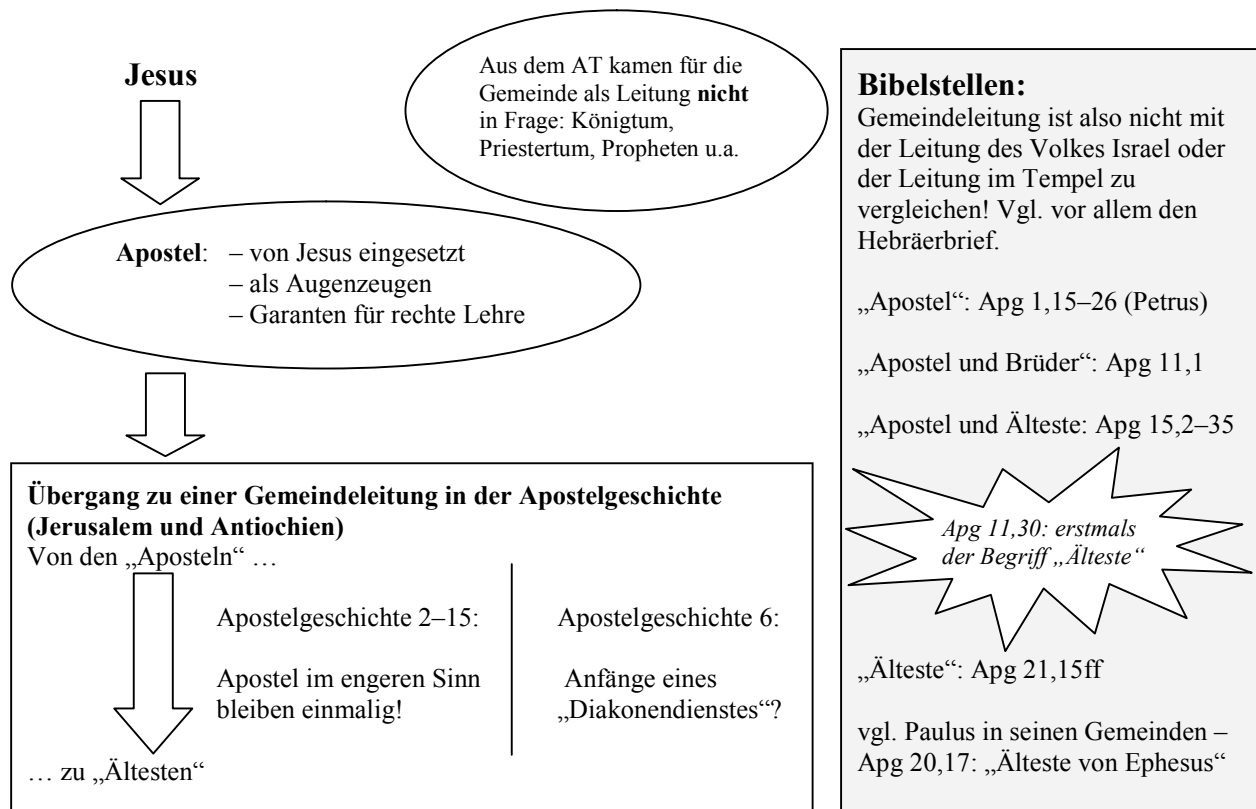 Jesus
Aus dem AT kamen für die
Gemeinde als Leitung nicht
in Frage: Königtum,
Priestertum, Propheten u.a.
Apostel: – von Jesus eingesetzt
– als Augenzeugen
– Garanten für rechte Lehre
Übergang zu einer Gemeindeleitung in der Apostelgeschichte
(Jerusalem und Antiochien)
Von den „Aposteln“ …
Apostelgeschichte 2–15:
Apostel im engeren Sinn
bleiben einmalig!
Apostelgeschichte 6:
Anfänge eines
„Diakonendienstes“?
… zu „Ältesten“
Bibelstellen:
Gemeindeleitung ist also nicht mit
der Leitung des Volkes Israel oder
der Leitung im Tempel zu
vergleichen! Vgl. vor allem den
Hebräerbrief.
„Apostel“: Apg 1,15–26 (Petrus)
„Apostel und Brüder“: Apg 11,1
„Apostel und Älteste: Apg 15,2–35
Apg 11,30: erstmals
der Begriff „Älteste“
„Älteste“: Apg 21,15ff
vgl. Paulus in seinen Gemeinden –
Apg 20,17: „Älteste von Ephesus“